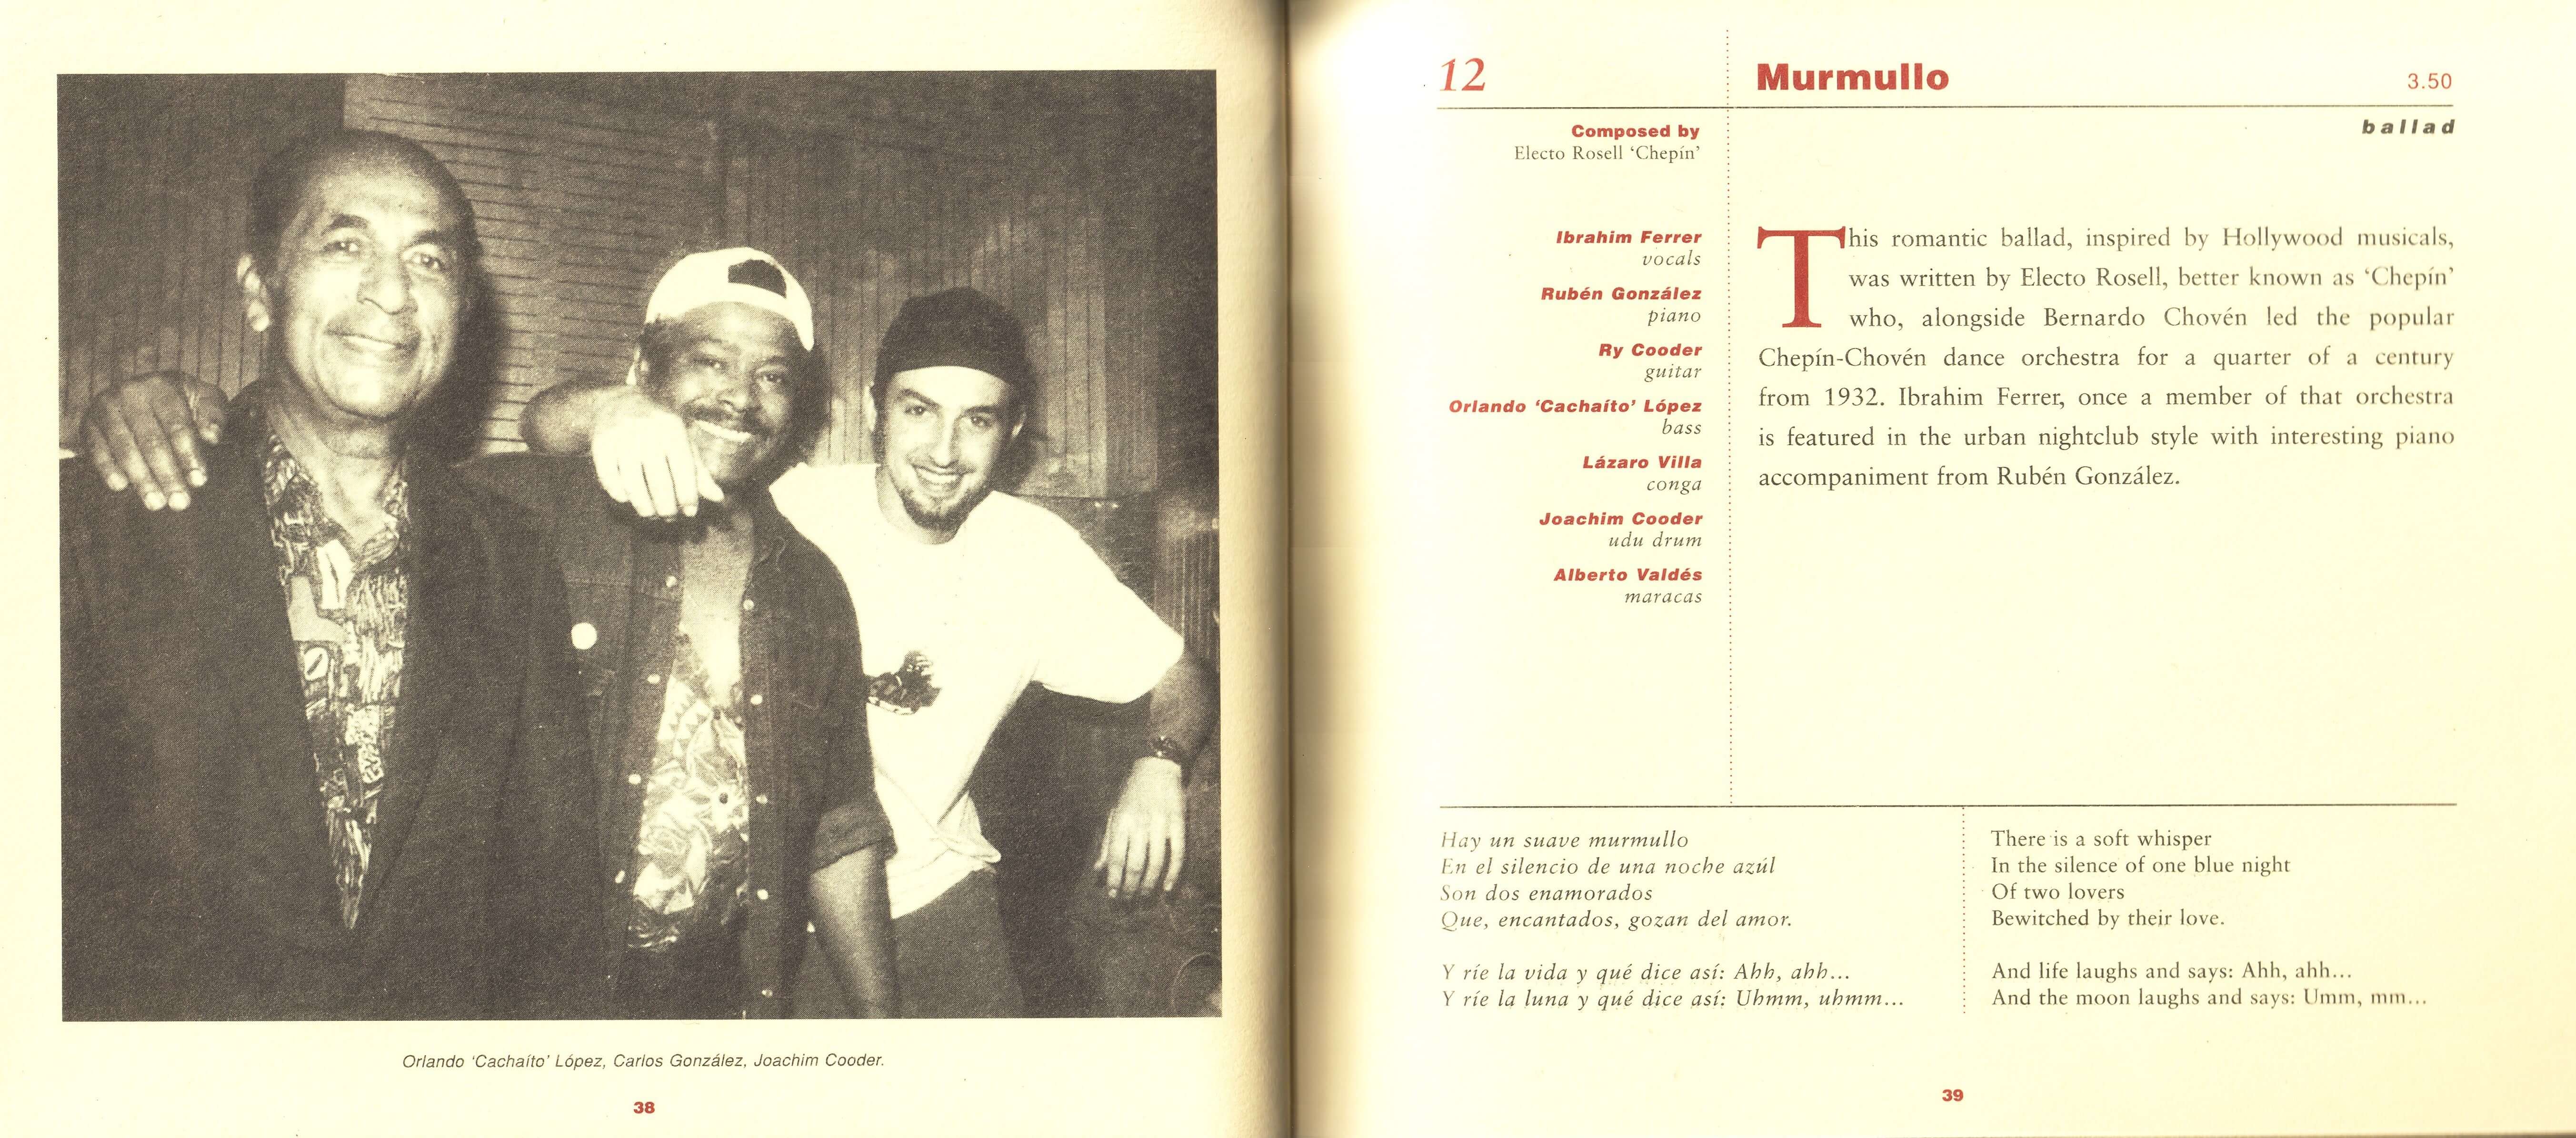 Orlando ‘Cachaíto’ López, Carlos González, Joachim Cooder.
38
12
Murmullo
3.50
ballad
Composed by
Electo Rosell ‘Chepín’
Ibrahim Ferrer
vocals
Rubén González
piano
Ry Cooder
guitar
Orlando ‘Cachaíto’ López
bass
Lázaro Villa
conga
Joachim Cooder
udu drum
Alberto Valdés
maracas
This romantic ballad, inspired by Hollywood musicals,
was written by Electo Rosell, better known as ‘Chepín’
who, alongside Bernardo Chovén led the popular
Chepín-Chovén dance orchestra for a quarter of a century
from 1932. Ibrahim Ferrer, once a member of that orchestra
is featured in the urban nightclub style with interesting piano
accompaniment from Rubén González.
Hay un suave murmullo
En el silencio de una noche azúl
Son dos enamorados
Que, encantados, gozan del amor.
Y ríe la vida y qué dice así: Ahh, ahh...
Y ríe la luna y qué dice así: Uhmm, uhmm...
There is a soft whisper
In the silence of one blue night
Of two lovers
Bewitched by their love.
And life laughs and says: Ahh, ahh...
And the moon laughs and says: Umm, mm...
39